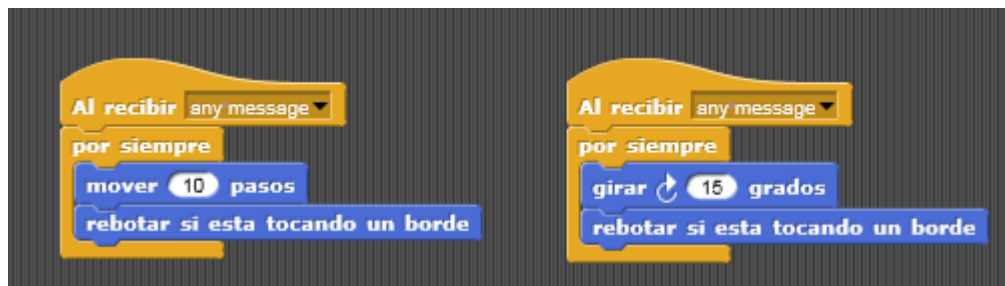 Al recibir any message
por siempre
mover 10 pasos
rebotar si esta tocando un borde
Al recibir any message
por siempre
girar 15 grados
rebotar si esta tocando un borde